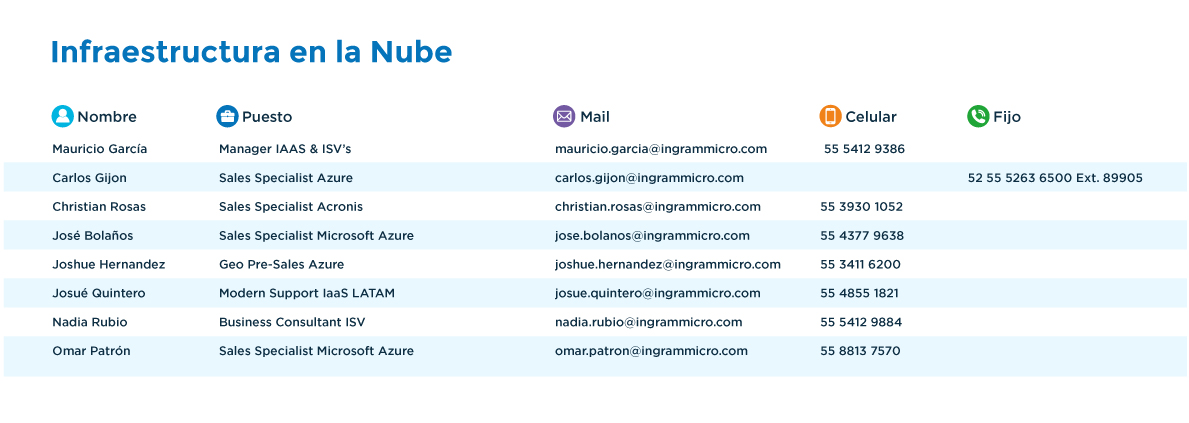 Infraestructura en la Nube
Nombre Puesto Mail Celular Fijo
Mauricio García Manager IAAS & ISV's mauricio.garcia@ingrammicro.com 55 5412 9386
Carlos Gijon Sales Specialist Azure carlos.gijon@ingrammicro.com 52 55 5263 6500 Ext. 89905
Christian Rosas Sales Specialist Acronis christian.rosas@ingrammicro.com 55 3930 1052
José Bolaños Sales Specialist Microsoft Azure jose.bolanos@ingrammicro.com 55 4377 9638
Joshue Hernandez Geo Pre-Sales Azure joshue.hernandez@ingrammicro.com 55 3411 6200
Josué Quintero Modern Support IaaS LATAM josue.quintero@ingrammicro.com 55 4855 1821
Nadia Rubio Business Consultant ISV nadia.rubio@ingrammicro.com 55 5412 9884
Omar Patrón Sales Specialist Microsoft Azure omar.patron@ingrammicro.com 55 8813 7570